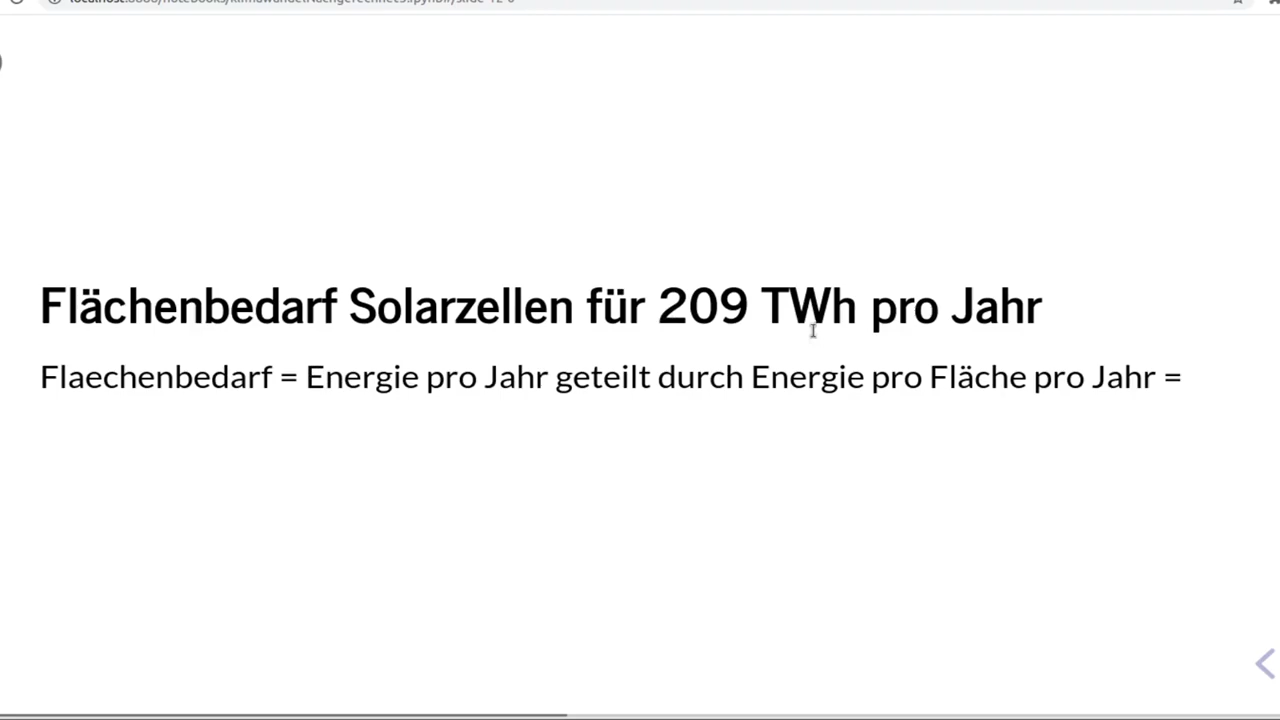 Flächenbedarf Solarzellen für 209 TWh pro Jahr
Flaechenbedarf = Energie pro Jahr geteilt durch Energie pro Fläche pro Jahr =